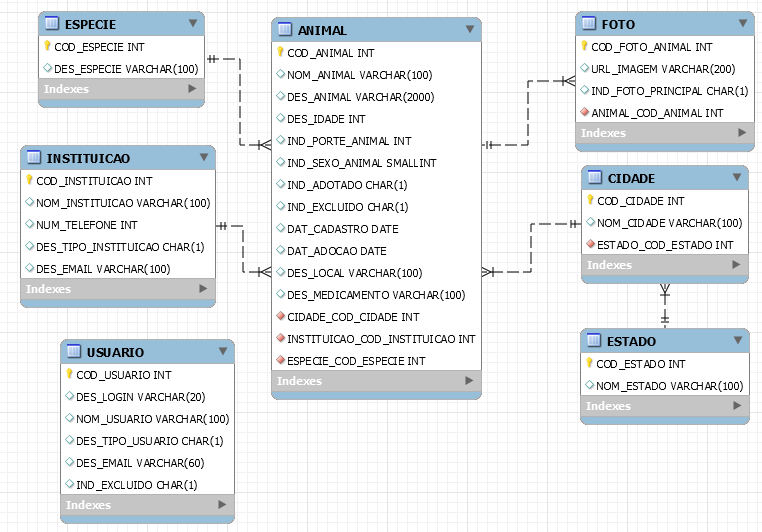 ESPECIE
COD_ESPECIE INT
DES_ESPECIE VARCHAR(100)
Indexes
INSTITUICAO
COD_INSTITUICAO INT
NOM_INSTITUICAO VARCHAR(100)
NUM_TELEFONE INT
DES_TIPO_INSTITUICAO CHAR(1)
DES_EMAIL VARCHAR(100)
Indexes
USUARIO
COD_USUARIO INT
DES_LOGIN VARCHAR(20)
NOM_USUARIO VARCHAR(100)
DES_TIPO_USUARIO CHAR(1)
DES_EMAIL VARCHAR(60)
IND_EXCLUIDO CHAR(1)
Indexes
ANIMAL
COD_ANIMAL INT
NOM_ANIMAL VARCHAR(100)
DES_ANIMAL VARCHAR(2000)
DES_IDADE INT
IND_PORTE_ANIMAL INT
IND_SEXO_ANIMAL SMALLINT
IND_ADOTADO CHAR(1)
IND_EXCLUIDO CHAR(1)
DAT_CADASTRO DATE
DAT_ADOCAO DATE
DES_LOCAL VARCHAR(100)
DES_MEDICAMENTO VARCHAR(100)
CIDADE_COD_CIDADE INT
INSTITUICAO_COD_INSTITUICAO INT
ESPECIE_COD_ESPECIE INT
Indexes
FOTO
COD_FOTO_ANIMAL INT
URL_IMAGEM VARCHAR(200)
IND_FOTO_PRINCIPAL CHAR(1)
ANIMAL_COD_ANIMAL INT
Indexes
CIDADE
COD_CIDADE INT
NOM_CIDADE VARCHAR(100)
ESTADO_COD_ESTADO INT
Indexes
ESTADO
COD_ESTADO INT
NOM_ESTADO VARCHAR(100)
Indexes